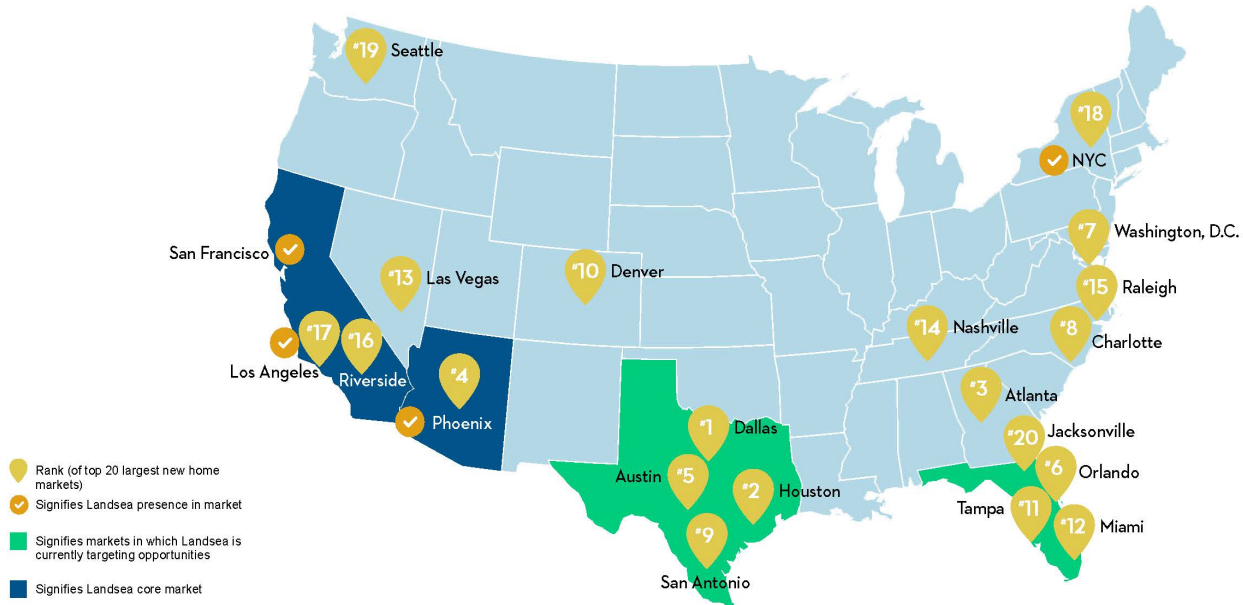 #19 Seattle
#18
NYC
#7 Washington, D.C.
San Francisco
#13 Las Vegas
#10 Denver
#15 Raleigh
#14 Nashville
#8 Charlotte
#17
#16
Los Angeles
Riverside
#4
Phoenix
#3 Atlanta
#1 Dallas
#20 Jacksonville
Austin #5
#2 Houston
#6 Orlando
Tampa #11
#12 Miami
#9
San Antonio
Rank (of top 20 largest new home
markets)
Signifies Landsea presence in market
Signifies markets in which Landsea is
currently targeting opportunities
Signifies Landsea core market